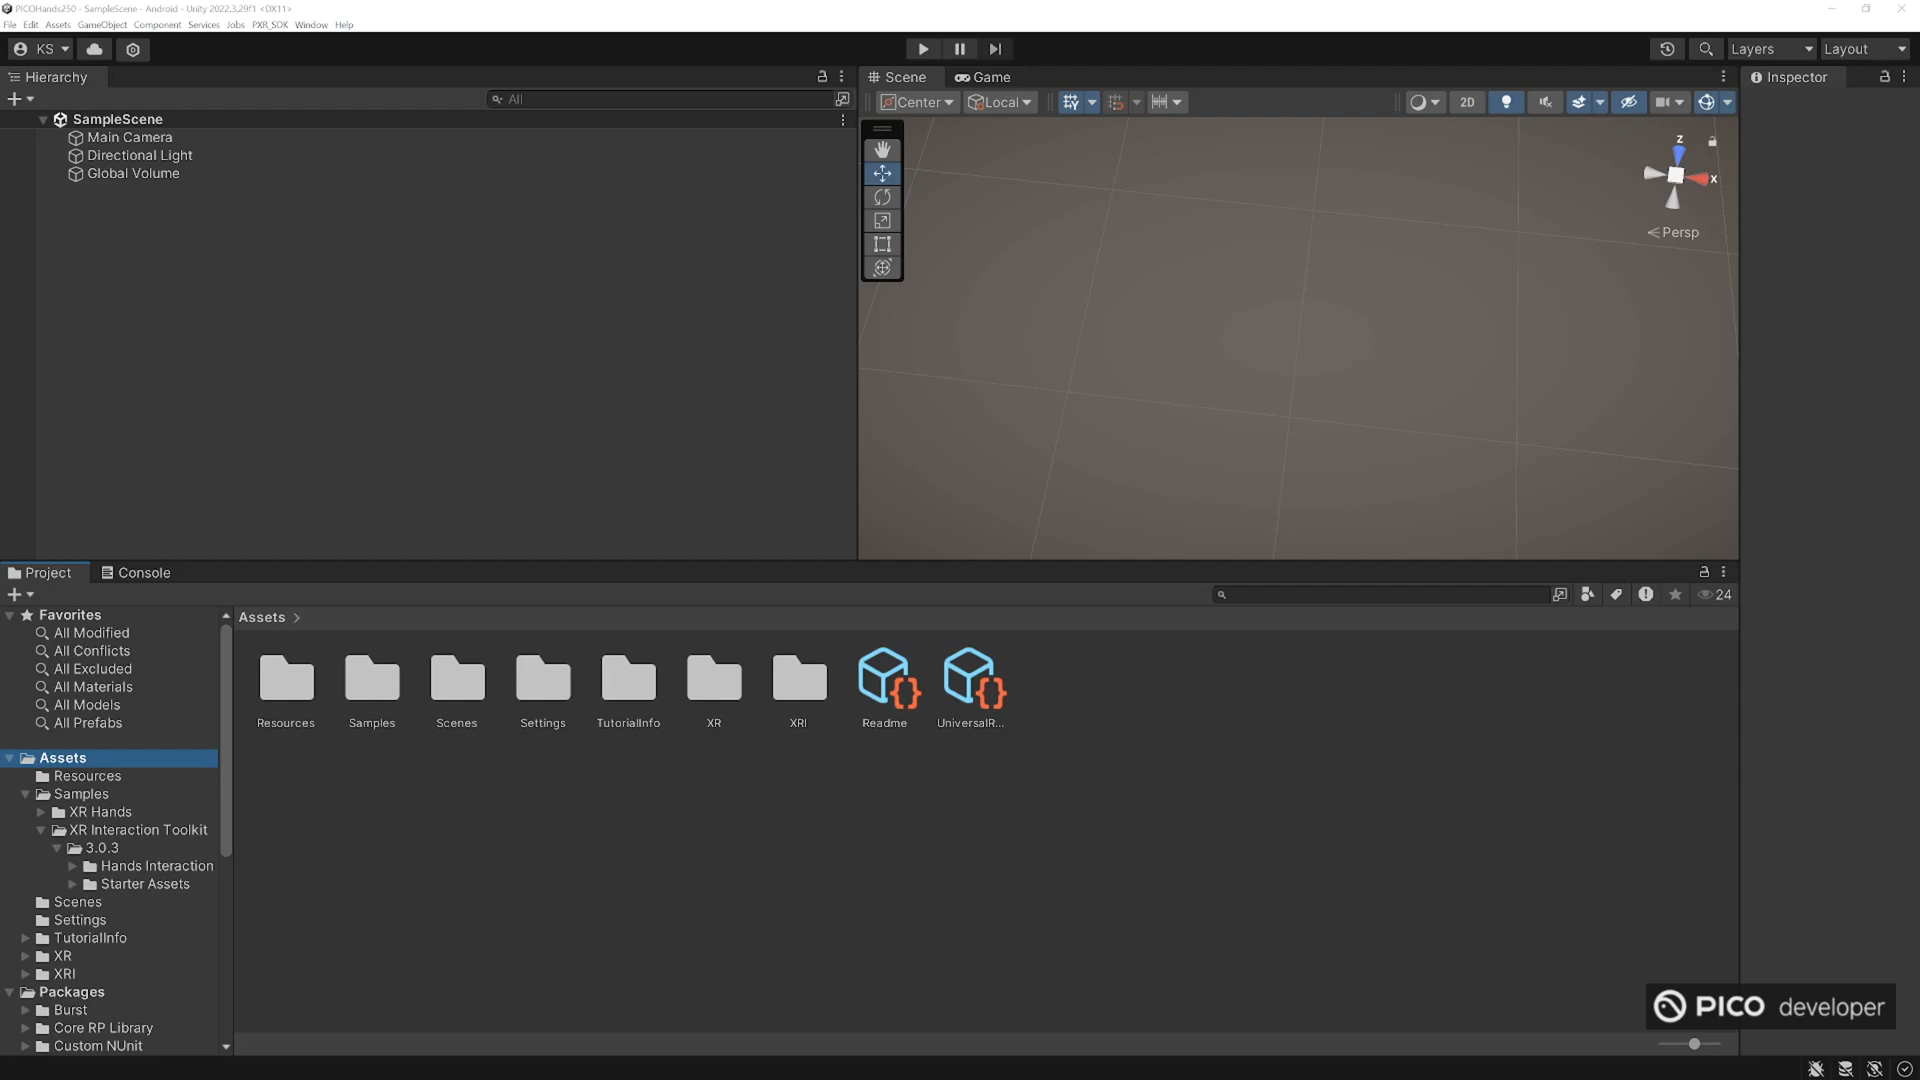 PICOHands250 - SampleScene - Android - Unity 2022.3.29f1 <DX11>
File Edit Assets GameObject Component Services Jobs PXR_SDK Window Help
KS
Layers
Layout
Hierarchy
All
SampleScene
Main Camera
Directional Light
Global Volume
Scene
Game
Center
Local
2D
z
x
Persp
Inspector
Project
Console
24
Favorites
All Modified
All Conflicts
All Excluded
All Materials
All Models
All Prefabs
Assets
Resources
Samples
XR Hands
XR Interaction Toolkit
3.0.3
Hands Interaction
Starter Assets
Scenes
Settings
TutorialInfo
XR
XRI
Packages
Burst
Core RP Library
Custom NUnit
Assets
Resources
Samples
Scenes
Settings
TutorialInfo
XR
XRI
Readme
UniversalR...
PICO developer